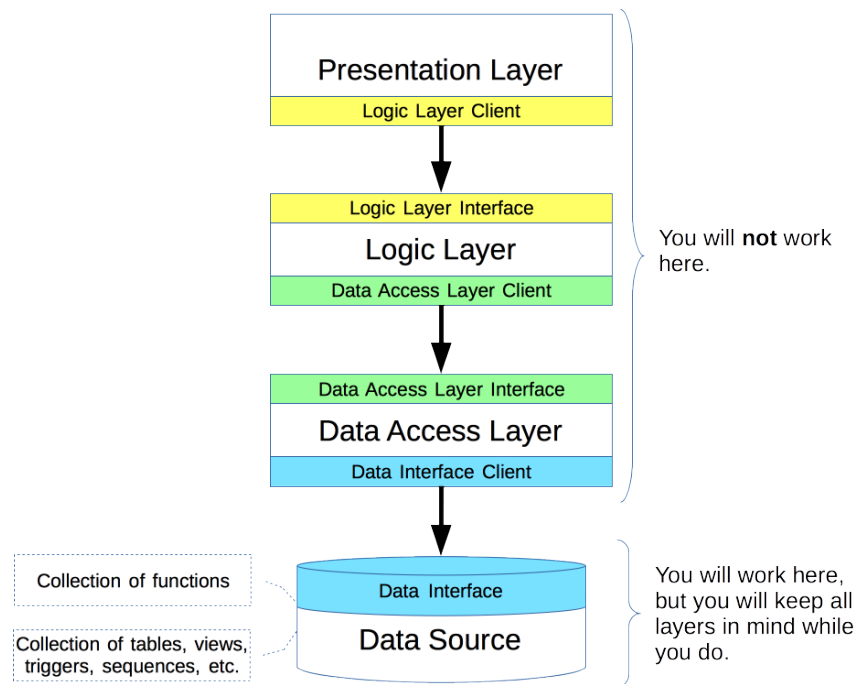 Presentation Layer
Logic Layer Client
Logic Layer Interface
Logic Layer
Data Access Layer Client
You will not work
here.
Data Access Layer Interface
Data Access Layer
Data Interface Client
Collection of functions
Data Interface
Data Source
Collection of tables, views,
triggers, sequences, etc.
You will work here,
but you will keep all
layers in mind while
you do.